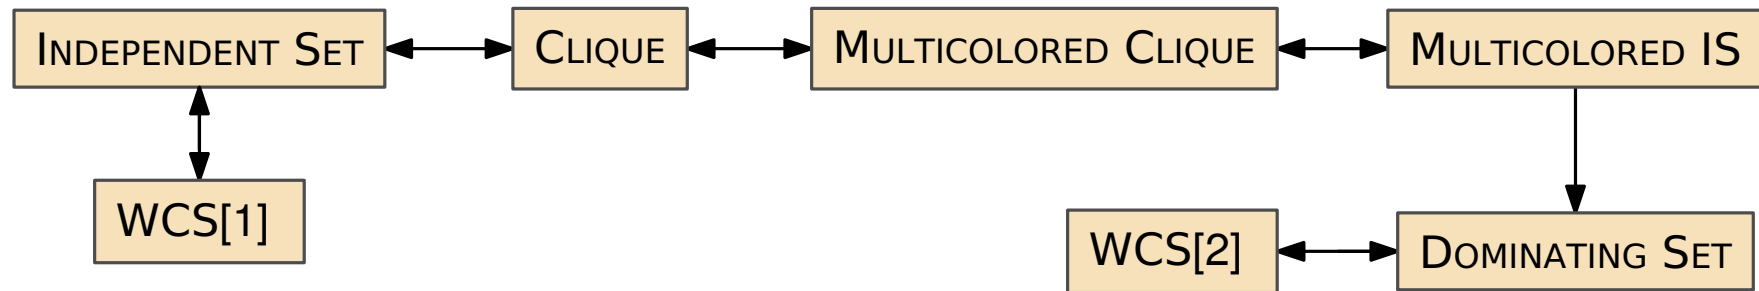 INDEPENDENT SET
CLIQUE
MULTICOLORED CLIQUE
MULTICOLORED IS
WCS[1]
WCS[2]
DOMINATING SET